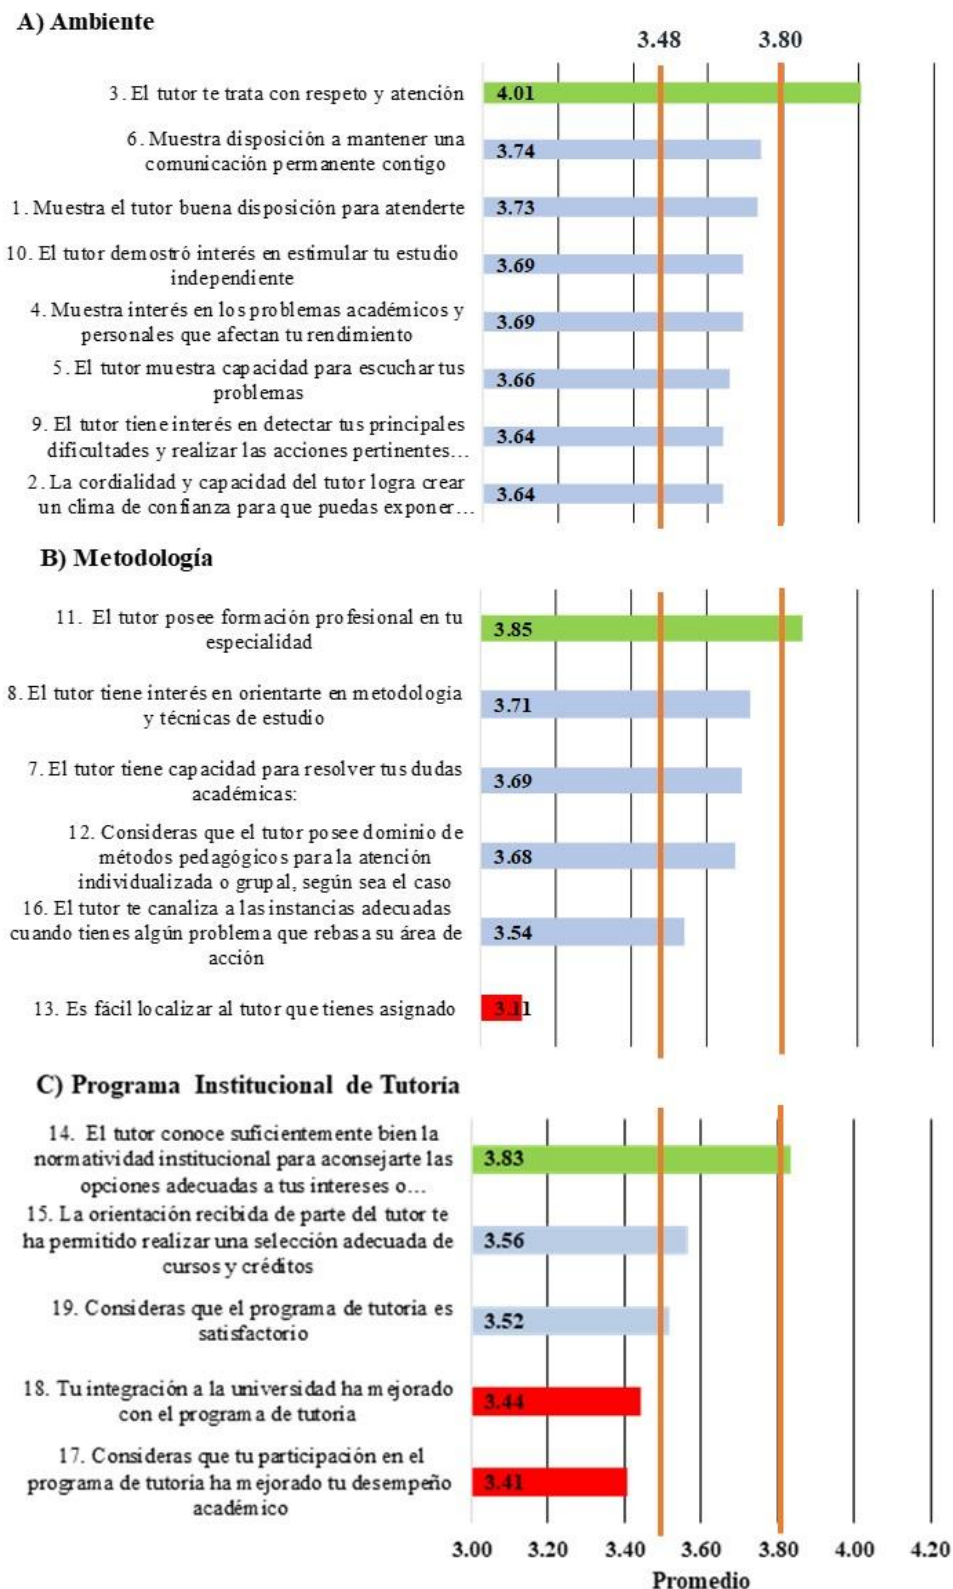 A) Ambiente
3.48 3.80
3. El tutor te trata con respeto y atención 4.01
6. Muestra disposición a mantener una
comunicación permanente contigo
3.74
1. Muestra el tutor buena disposición para atenderte 3.73
10. El tutor demostró interés en estimular tu estudio
independiente
3.69
4. Muestra interés en los problemas académicos y
personales que afectan tu rendimiento
3.69
5. El tutor muestra capacidad para escuchar tus
problemas
3.66
9. El tutor tiene interés en detectar tus principales
dificultades y realizar las acciones pertinentes…
3.64
2. La cordialidad y capacidad del tutor logra crear
un clima de confianza para que puedas exponer…
3.64
B) Metodología
11. El tutor posee formación profesional en tu
especialidad
3.85
8. El tutor tiene interés en orientarte en metodología
y técnicas de estudio
3.71
7. El tutor tiene capacidad para resolver tus dudas
académicas:
3.69
12. Consideras que el tutor posee dominio de
métodos pedagógicos para la atención
individualizada o grupal, según sea el caso
3.68
16. El tutor te canaliza a las instancias adecuadas
cuando tienes algún problema que rebasa su área de
acción
3.54
13. Es fácil localizar al tutor que tienes asignado 3.11
C) Programa Institucional de Tutoría
14. El tutor conoce suficientemente bien la
normatividad institucional para aconsejarte las
opciones adecuadas a tus intereses o…
3.83
15. La orientación recibida de parte del tutor te
ha permitido realizar una selección adecuada de
cursos y créditos
3.56
19. Consideras que el programa de tutoria es
satisfactorio
3.52
18. Tu integración a la universidad ha mejorado
con el programa de tutoria
3.44
17. Consideras que tu participación en el
programa de tutoria ha mejorado tu desempeño
académico
3.41
3.00 3.20 3.40 3.60 3.80 4.00 4.20
Promedio